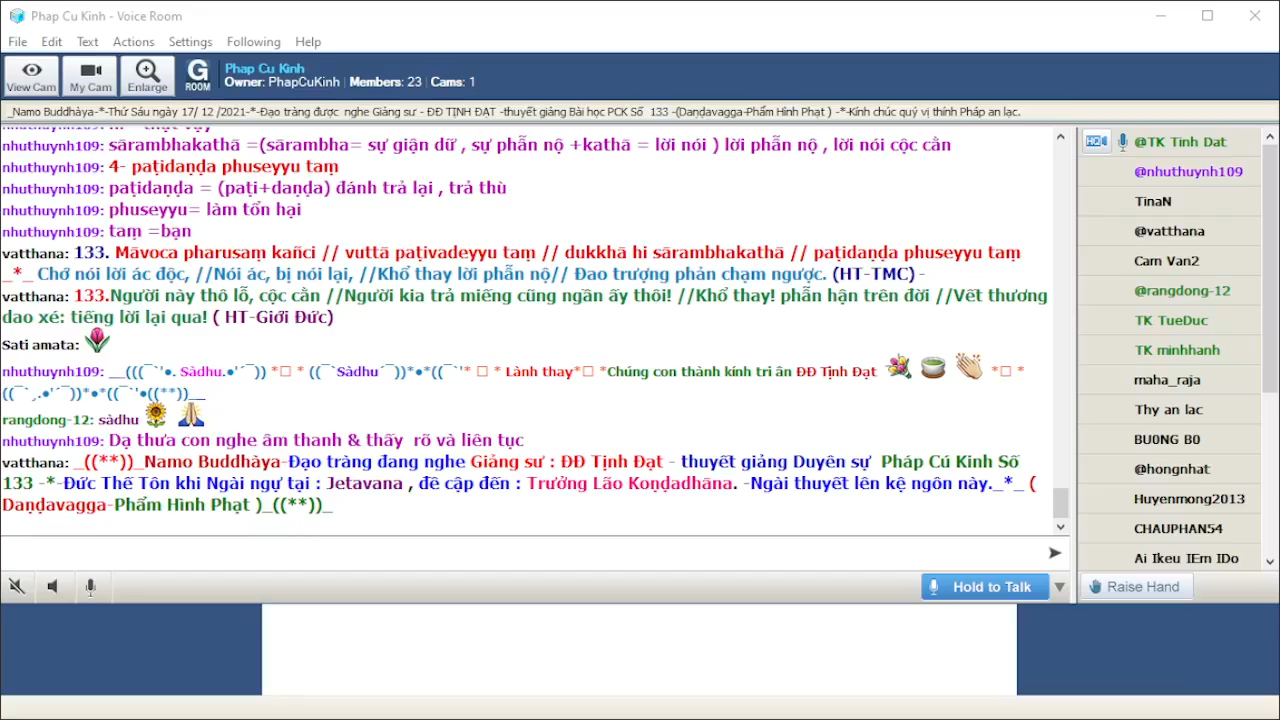 Phap Cu Kinh - Voice Room
File Edit Text Actions Settings Following Help
View Cam My Cam Enlarge G ROOM
Phap Cu Kinh
Owner: PhapCuKinh Members: 23 Cams: 1
_Namo Buddhàya-*-Thứ Sáu ngày 17/ 12 /2021-*-Đạo tràng được nghe Giảng sư - ĐĐ TỊNH ĐẠT -thuyết giảng Bài học PCK Số 133 -(Daṇḍavagga-Phẩm Hình Phạt ) -*-Kính chúc quý vị thính Pháp an lạc.
nhuthuynh109: sārambhakathā =(sārambha= sự giận dữ , sự phẫn nộ +kathā = lời nói ) lời phẫn nộ , lời nói cộc cằn
nhuthuynh109: 4- paṭidaṇḍa phuseyyu taṃ
nhuthuynh109: paṭidaṇḍa = (paṭi+daṇḍa) đánh trả lại , trả thù
nhuthuynh109: phuseyyu= làm tổn hại
nhuthuynh109: taṃ =bạn
vatthana: 133. Māvoca pharusaṃ kañci // vuttā paṭivadeyyu taṃ // dukkhā hi sārambhakathā // paṭidaṇḍa phuseyyu taṃ
_*_ Chớ nói lời ác độc, //Nói ác, bị nói lại, //Khổ thay lời phẫn nộ// Đao trượng phản chạm ngược. (HT-TMC) -
vatthana: 133.Người này thô lỗ, cộc cằn //Người kia trả miếng cũng ngần ấy thôi! //Khổ thay! phẫn hận trên đời //Vết thương
dao xé: tiếng lời lại qua! ( HT-Giới Đức)
Sati amata:
nhuthuynh109: __(((¯`'•. Sàdhu.•'´¯)) * * ((¯`Sàdhu´¯))*•*((¯`'* * Lành thay* *Chúng con thành kính tri ân ĐĐ Tịnh Đạt * *
((¯`¸.•'´¯))*•*((¯`'•((**))__
rangdong-12: sàdhu
nhuthuynh109: Dạ thưa con nghe âm thanh & thấy rõ và liên tục
vatthana: _((**))_Namo Buddhàya-Đạo tràng đang nghe Giảng sư : ĐĐ Tịnh Đạt - thuyết giảng Duyên sự Pháp Cú Kinh Số
133 -*-Đức Thế Tôn khi Ngài ngự tại : Jetavana , đề cập đến : Trưởng Lão Koṇḍadhāna. -Ngài thuyết lên kệ ngôn này._*_ (
Daṇḍavagga-Phẩm Hình Phạt )_((**))_
Hold to Talk
@TK Tinh Dat
@nhuthuynh109
TinaN
@vatthana
Cam Van2
@rangdong-12
TK TueDuc
TK minhhanh
maha_raja
Thy an lac
BU0NG B0
@hongnhat
Huyenmong2013
CHAUPHAN54
Ai Ikeu IEm IDo
Raise Hand